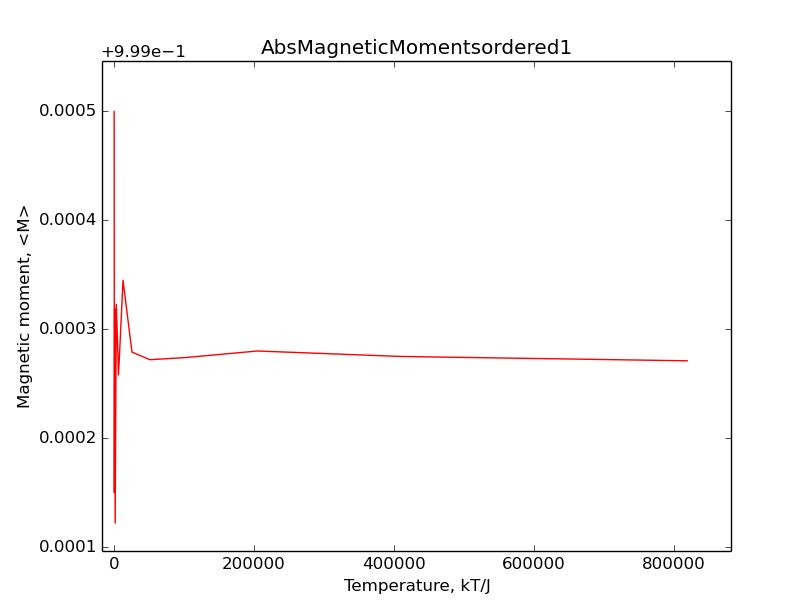 AbsMagneticMomentsordered1
+9.99e−1
0.0005
0.0004
0.0003
0.0002
0.0001
Magnetic moment, <M>
0
200000
400000
600000
800000
Temperature, kT/J